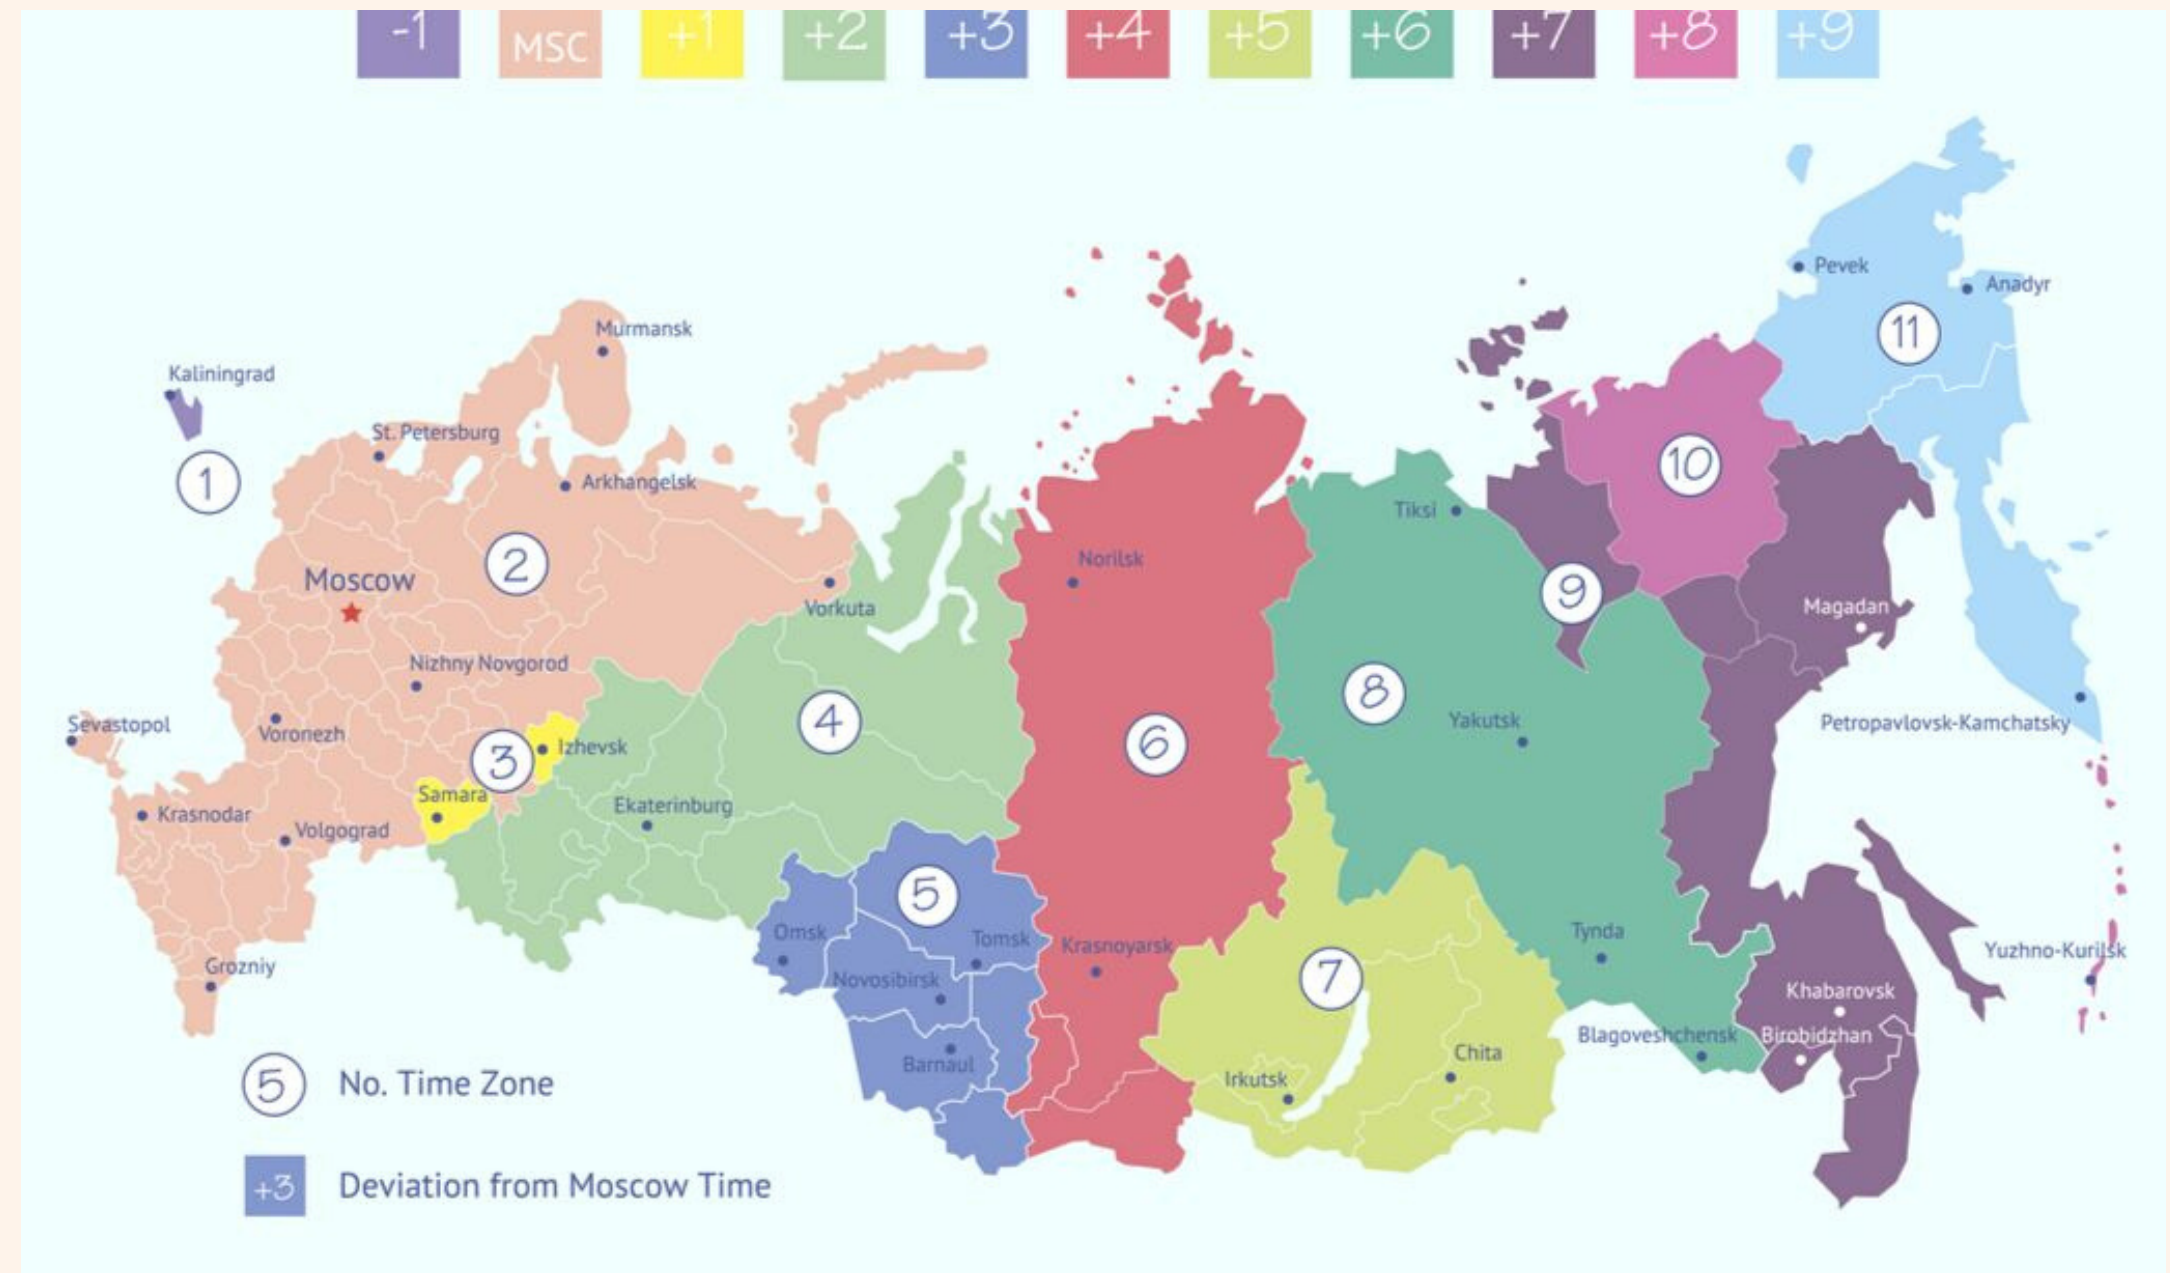 -1 MSC +1 +2 +3 +4 +5 +6 +7 +8 +9
Pevek
Anadyr
11
Murmansk
Kaliningrad
St. Petersburg
10
1
Arkhangelsk
Tiksi
2
Norilsk
Moscow
9
Vorkuta
Magadan
Nizhny Novgorod
8
Sevastopol
Voronezh
4
Yakutsk
Petropavlovsk-Kamchatsky
3
Izhevsk
6
Samara
Ekaterinburg
Krasnodar
Volgograd
5
Omsk
Tomsk
Krasnoyarsk
Tynda
Yuzhno-Kurilsk
Grozniy
Novosibirsk
7
Khabarovsk
Blagoveshchensk
Birobidzhan
Barnaul
Chita
Irkutsk
5 No. Time Zone
+3 Deviation from Moscow Time